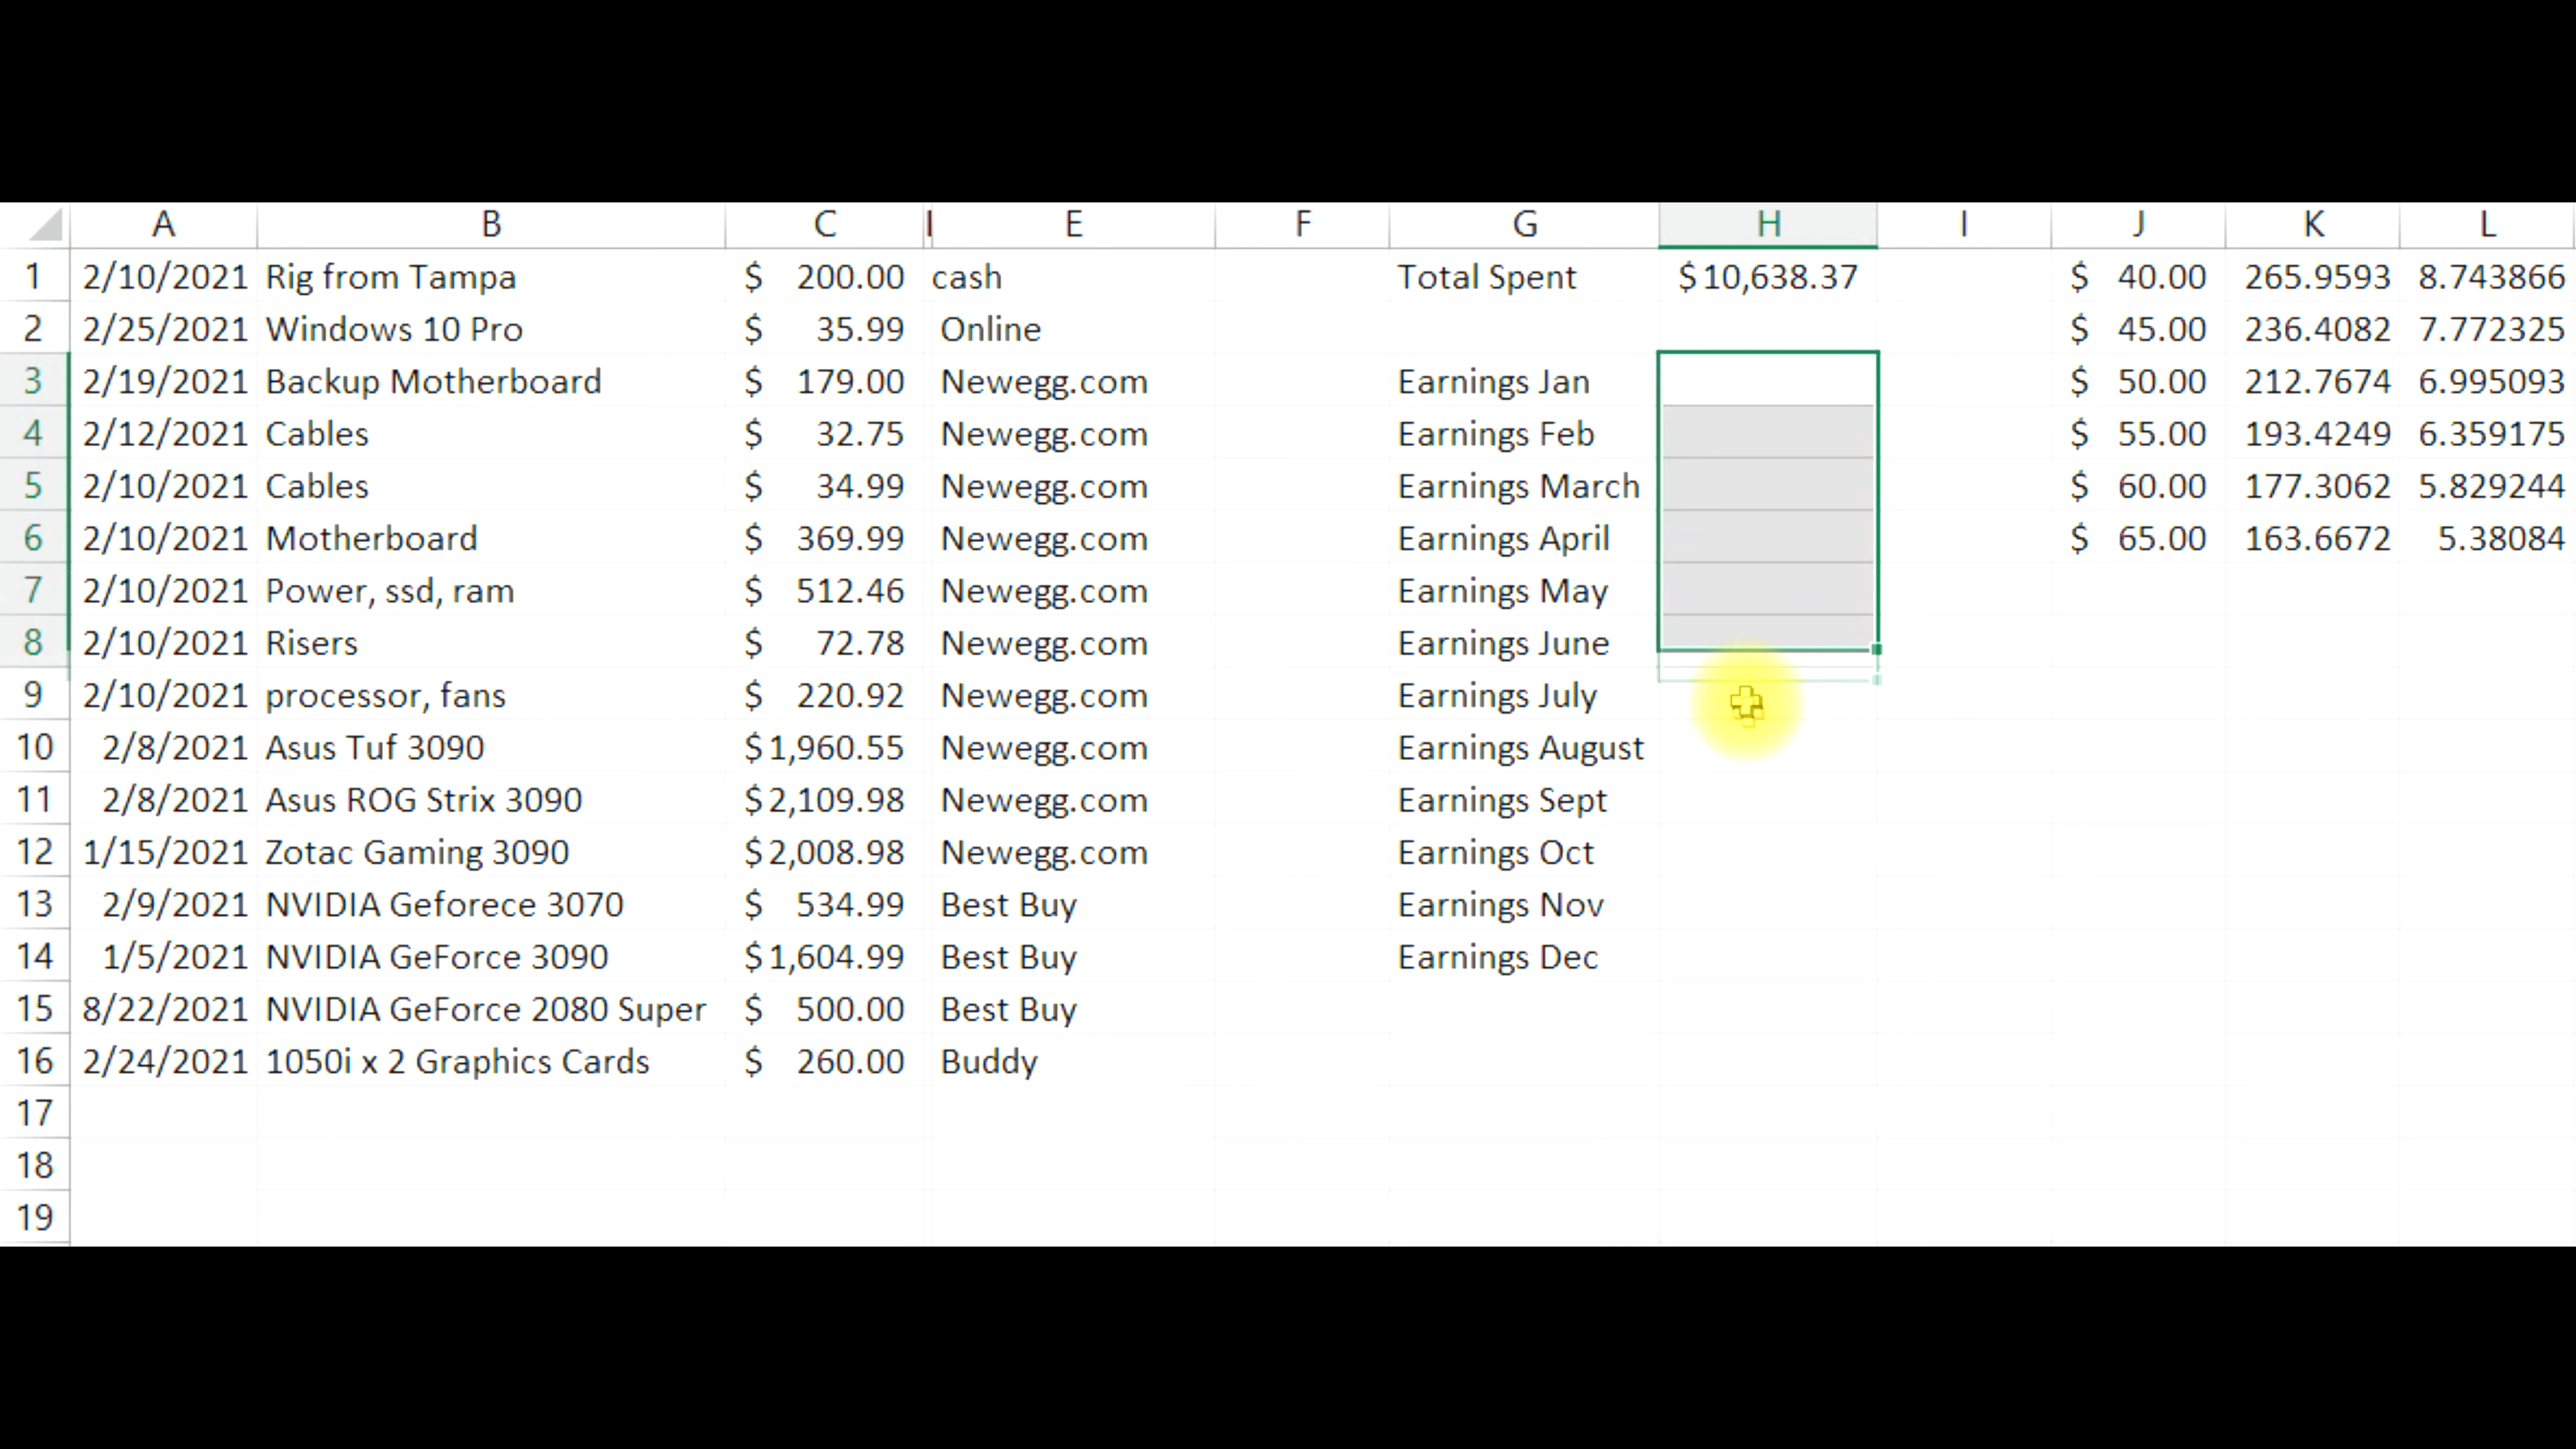 A B C I E F G H I J K L
1 2/10/2021 Rig from Tampa $ 200.00 cash Total Spent $10,638.37 $ 40.00 265.9593 8.743866
2 2/25/2021 Windows 10 Pro $ 35.99 Online $ 45.00 236.4082 7.772325
3 2/19/2021 Backup Motherboard $ 179.00 Newegg.com Earnings Jan $ 50.00 212.7674 6.995093
4 2/12/2021 Cables $ 32.75 Newegg.com Earnings Feb $ 55.00 193.4249 6.359175
5 2/10/2021 Cables $ 34.99 Newegg.com Earnings March $ 60.00 177.3062 5.829244
6 2/10/2021 Motherboard $ 369.99 Newegg.com Earnings April $ 65.00 163.6672 5.38084
7 2/10/2021 Power, ssd, ram $ 512.46 Newegg.com Earnings May
8 2/10/2021 Risers $ 72.78 Newegg.com Earnings June
9 2/10/2021 processor, fans $ 220.92 Newegg.com Earnings July
10 2/8/2021 Asus Tuf 3090 $1,960.55 Newegg.com Earnings August
11 2/8/2021 Asus ROG Strix 3090 $2,109.98 Newegg.com Earnings Sept
12 1/15/2021 Zotac Gaming 3090 $2,008.98 Newegg.com Earnings Oct
13 2/9/2021 NVIDIA Geforece 3070 $ 534.99 Best Buy Earnings Nov
14 1/5/2021 NVIDIA GeForce 3090 $1,604.99 Best Buy Earnings Dec
15 8/22/2021 NVIDIA GeForce 2080 Super $ 500.00 Best Buy
16 2/24/2021 1050i x 2 Graphics Cards $ 260.00 Buddy
17
18
19